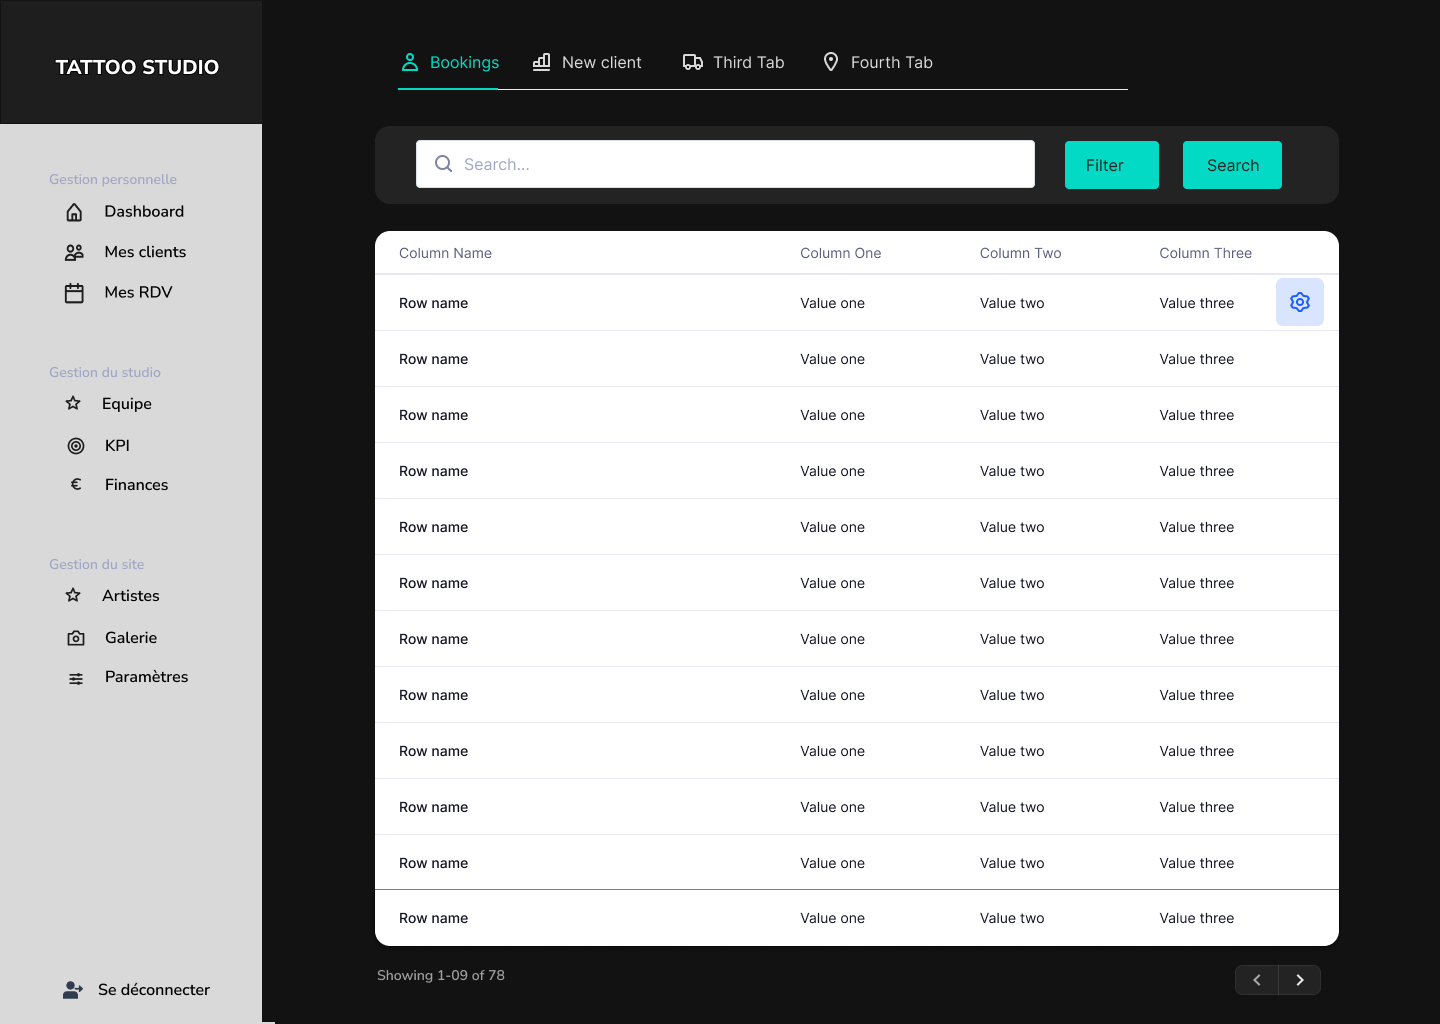 TATTOO STUDIO
Gestion personnelle
Dashboard
Mes clients
Mes RDV
Gestion du studio
Equipe
KPI
€ Finances
Gestion du site
Artistes
Galerie
Paramètres
Se déconnecter
Bookings New client Third Tab Fourth Tab
Search... Filter Search
Column Name Column One Column Two Column Three
Row name Value one Value two Value three
Row name Value one Value two Value three
Row name Value one Value two Value three
Row name Value one Value two Value three
Row name Value one Value two Value three
Row name Value one Value two Value three
Row name Value one Value two Value three
Row name Value one Value two Value three
Row name Value one Value two Value three
Row name Value one Value two Value three
Row name Value one Value two Value three
Row name Value one Value two Value three
Showing 1-09 of 78